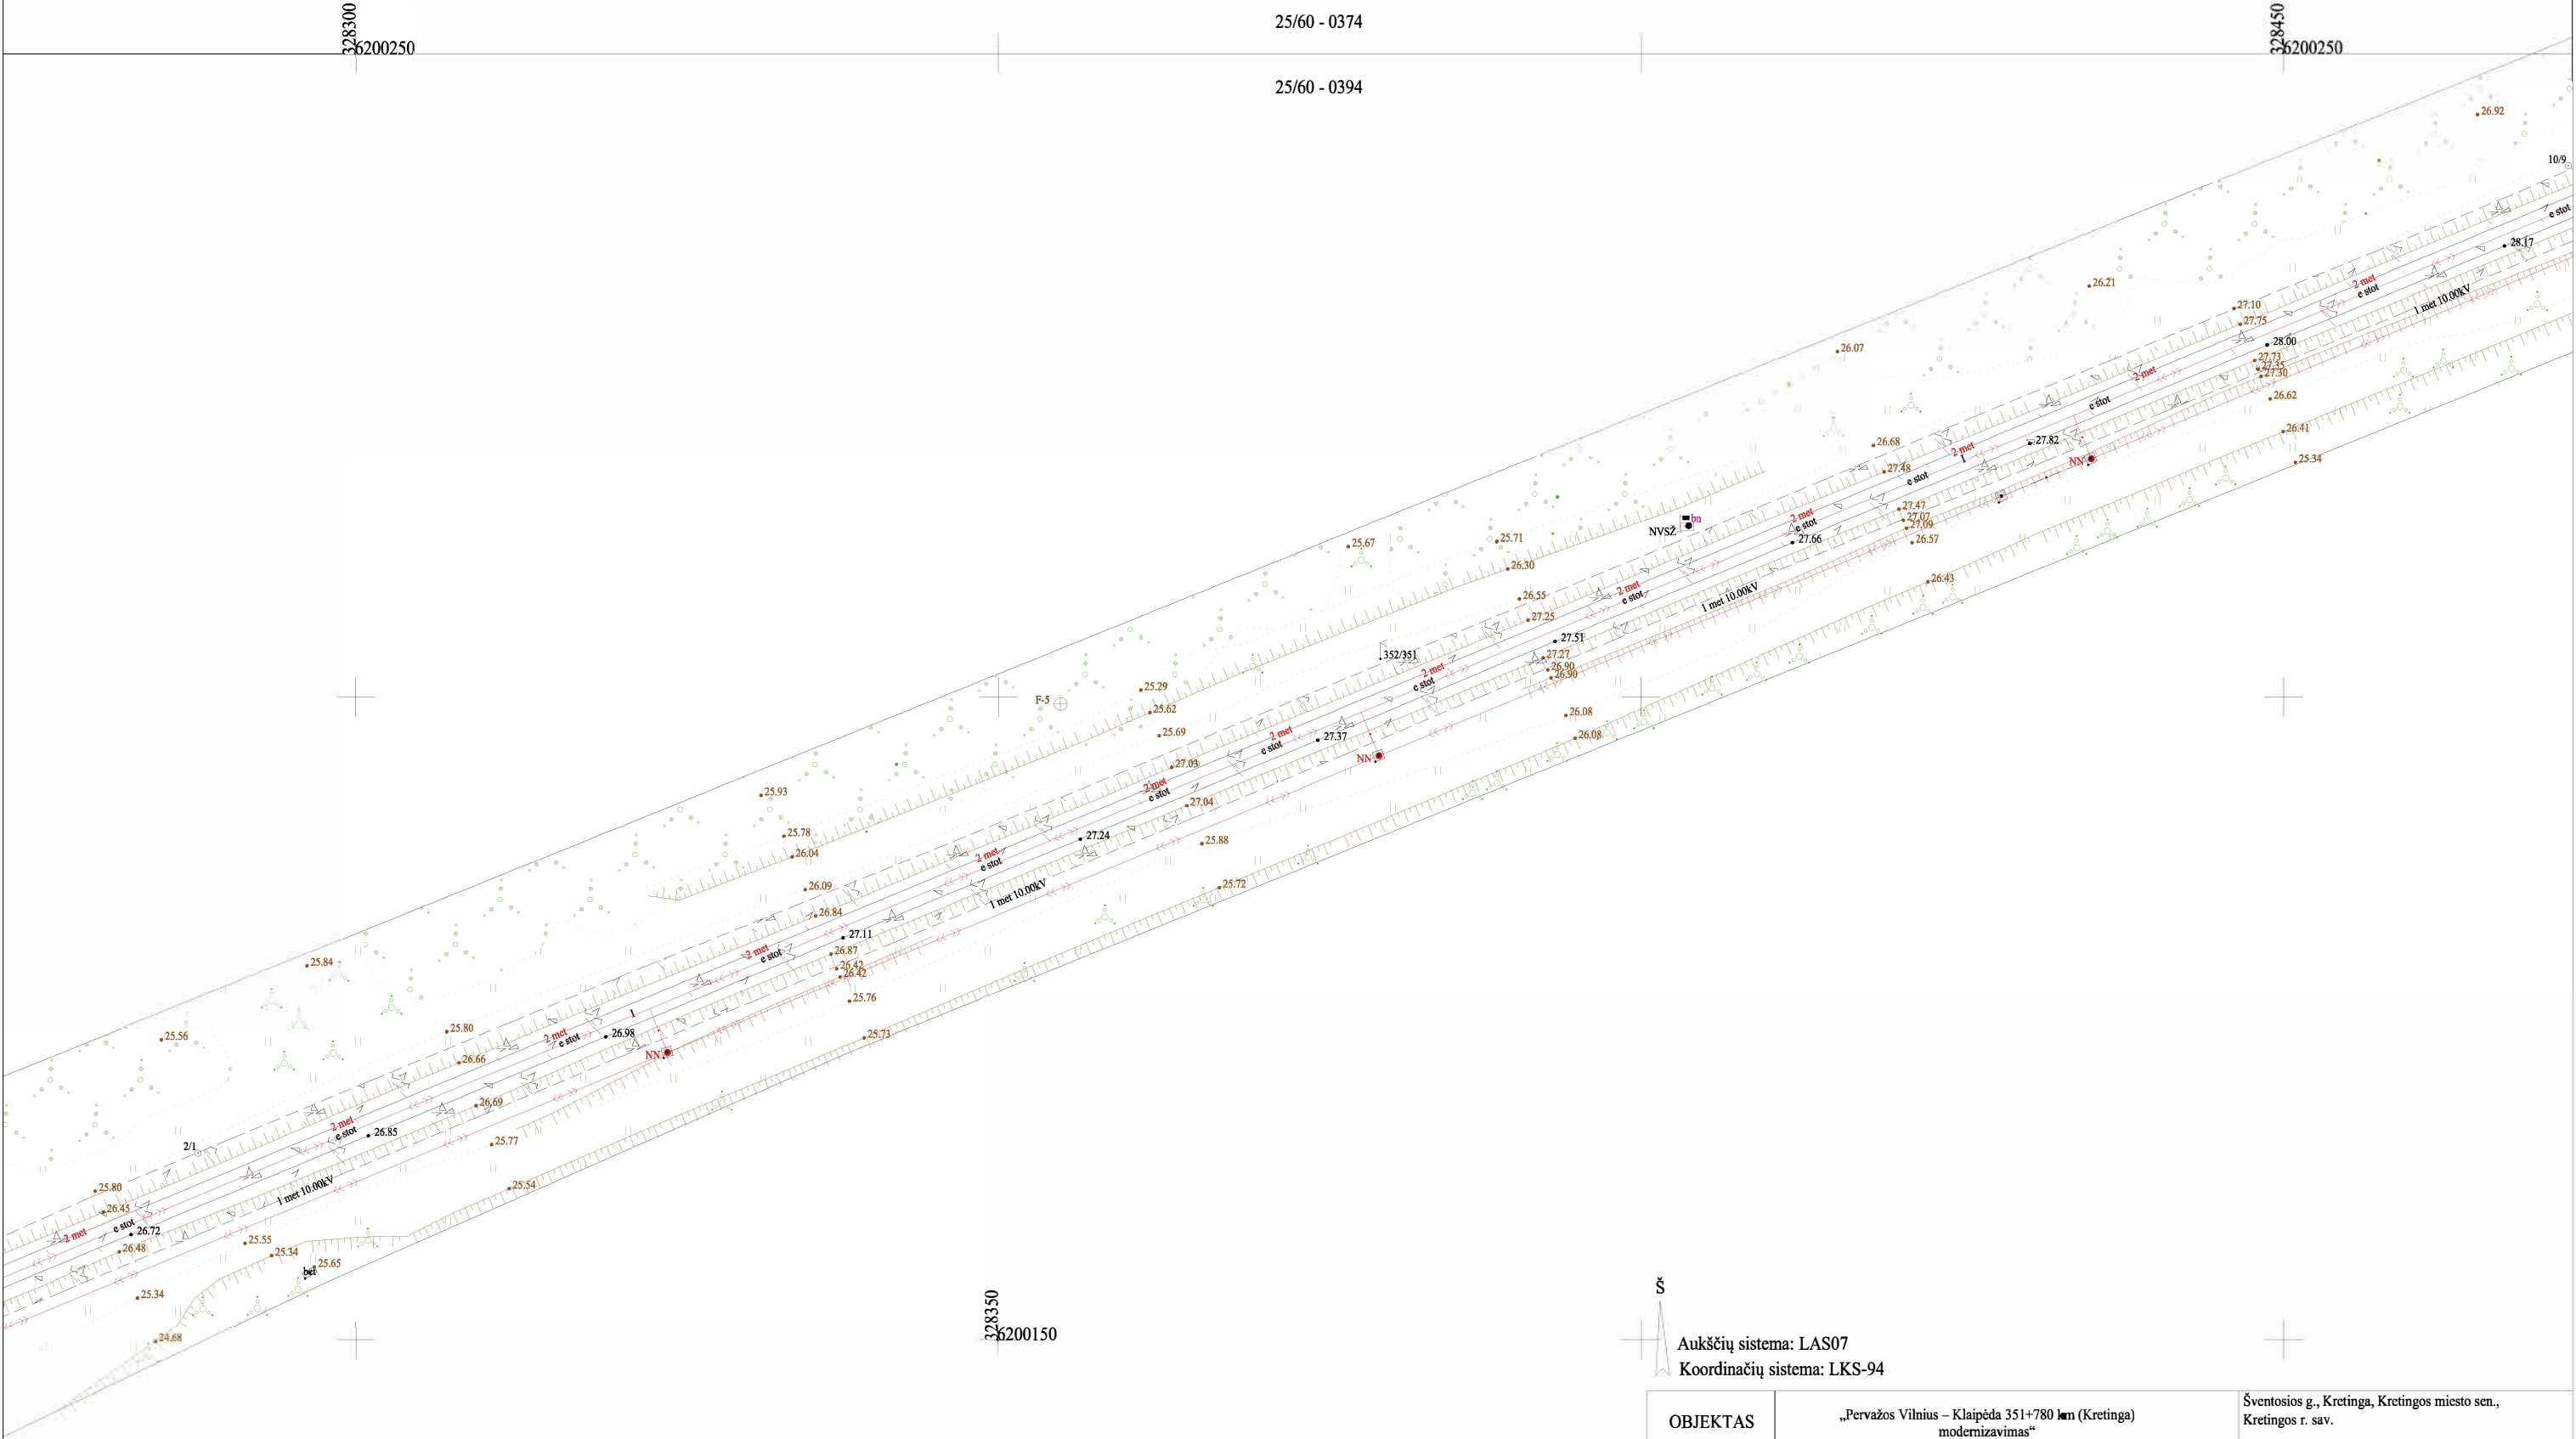 328300
6200250
25/60 - 0374
328450
6200250
25/60 - 0394
26.92
10/9
e stot
28.17
26.21
2 met
e stot
1 met 10.00kV
27.10
27.75
28.00
26.07
27.73
27.35
27.30
2 met
26.62
e stot
26.41
26.68
27.82
2 met
I
25.34
NN
27.48
e stot
27.47
2 met
bn
27.07
e stot
27.09
NVSŽ
27.66
26.57
25.67
25.71
26.30
26.43
2 met
e stot
1 met 10.00kV
26.55
27.25
27.51
352/351
27.27
26.90
26.90
2 met
e stot
25.29
F-5
25.62
26.08
25.69
2 met
27.37
26.08
e stot
NN
27.03
2 met
e stot
25.93
27.04
25.78
27.24
25.88
26.04
2 met
e stot
26.09
25.72
1 met 10.00kV
26.84
27.11
26.87
2 met
e stot
25.84
26.42
26.42
25.76
I
25.80
26.98
25.56
2 met
e stot
25.73
NN
26.66
26.69
2 met
e stot
26.85
2/1
25.77
25.80
25.54
1 met 10.00kV
26.45
e stot
26.72
2 met
26.48
25.55
25.34
25.65
bef
25.34
24.68
328350
6200150
Š
Aukščių sistema: LAS07
Koordinačių sistema: LKS-94
OBJEKTAS
„Pervažos Vilnius – Klaipėda 351+780 km (Kretinga)
modernizavimas“
Šventosios g., Kretinga, Kretingos miesto sen.,
Kretingos r. sav.